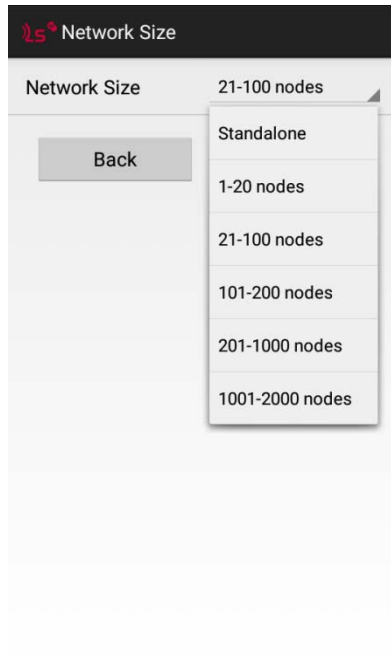 LS Network Size
Network Size 21-100 nodes
Standalone
Back
1-20 nodes
21-100 nodes
101-200 nodes
201-1000 nodes
1001-2000 nodes